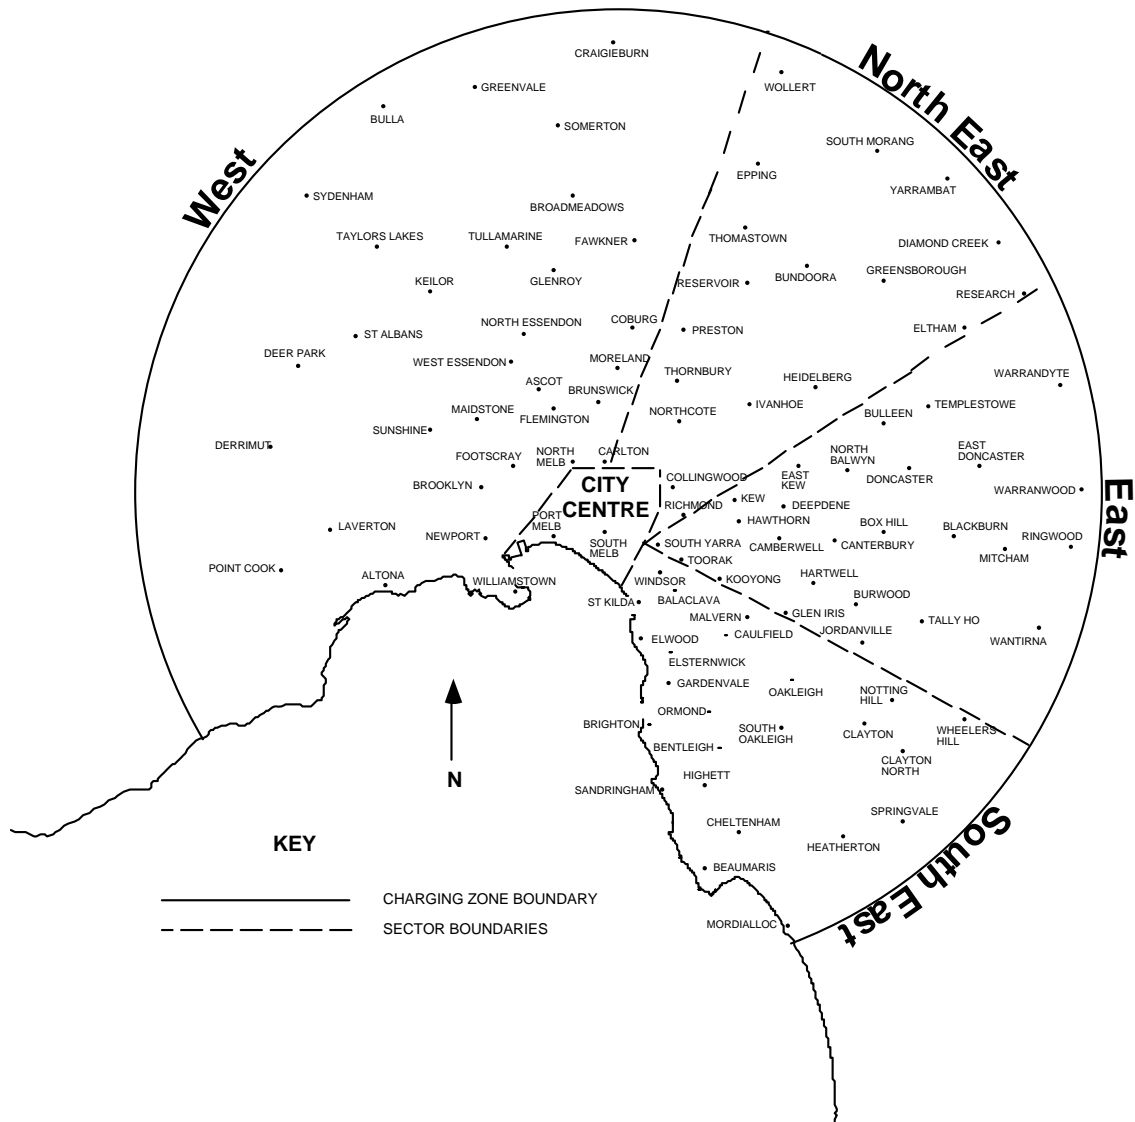 CRAIGIEBURN
North East
GREENVALE
WOLLERT
BULLA
SOMERTON
SOUTH MORANG
West
EPPING
YARRAMBAT
SYDENHAM
BROADMEADOWS
TAYLORS LAKES
TULLAMARINE
FAWKNER
THOMASTOWN
DIAMOND CREEK
KEILOR
GLENROY
RESERVOIR
BUNDOORA
GREENSBOROUGH
RESEARCH
ST ALBANS
NORTH ESSENDON
COBURG
PRESTON
ELTHAM
DEER PARK
WEST ESSENDON
MORELAND
THORNBURY
HEIDELBERG
WARRANDYTE
ASCOT
BRUNSWICK
MAIDSTONE
FLEMINGTON
NORTHCOTE
IVANHOE
BULLEEN
TEMPLESTOWE
SUNSHINE
DERRIMUT
FOOTSCRAY
NORTH
MELB
CARLTON
NORTH
BALWYN
EAST
DONCASTER
BROOKLYN
CITY
CENTRE
COLLINGWOOD
EAST
KEW
DONCASTER
WARRANWOOD
East
LAVERTON
NEWPORT
PORT
MELB
SOUTH
MELB
RICHMOND
KEW
DEEPDENE
HAWTHORN
BOX HILL
BLACKBURN
RINGWOOD
SOUTH YARRA
CAMBERWELL
CANTERBURY
MITCHAM
POINT COOK
ALTONA
WILLIAMSTOWN
TOORAK
WINDSOR
KOOYONG
HARTWELL
ST KILDA
BALACLAVA
BURWOOD
MALVERN
GLEN IRIS
TALLY HO
ELWOOD
CAULFIELD
JORDANVILLE
WANTIRNA
ELSTERNWICK
GARDENVALE
OAKLEIGH
NOTTING
HILL
ORMOND
BRIGHTON
SOUTH
OAKLEIGH
CLAYTON
WHEELERS
HILL
BENTLEIGH
CLAYTON
NORTH
N
HIGHETT
SANDRINGHAM
SPRINGVALE
South East
CHELTENHAM
HEATHERTON
KEY
BEAUMARIS
CHARGING ZONE BOUNDARY
MORDIALLOC
SECTOR BOUNDARIES